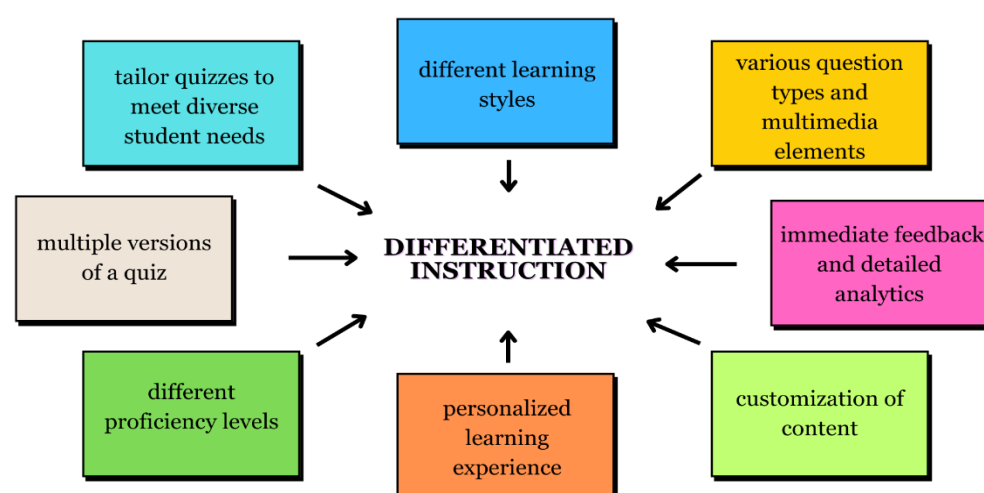 tailor quizzes to
meet diverse
student needs
different learning
styles
various question
types and
multimedia
elements
multiple versions
of a quiz
DIFFERENTIATED
INSTRUCTION
immediate feedback
and detailed
analytics
different
proficiency levels
personalized
learning
experience
customization of
content